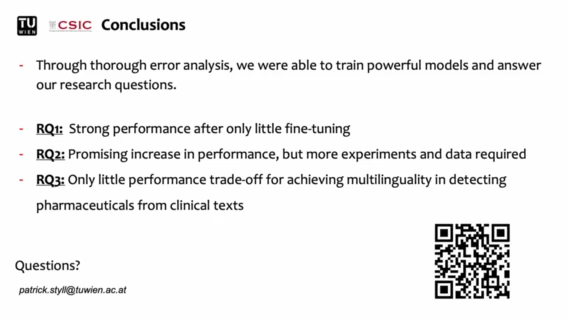 TU
WIEN
CSIC
Conclusions
- Through thorough error analysis, we were able to train powerful models and answer
our research questions.
- RQ1: Strong performance after only little fine-tuning
- RQ2: Promising increase in performance, but more experiments and data required
- RQ3: Only little performance trade-off for achieving multilinguality in detecting
pharmaceuticals from clinical texts
Questions?
patrick.styll@tuwien.ac.at